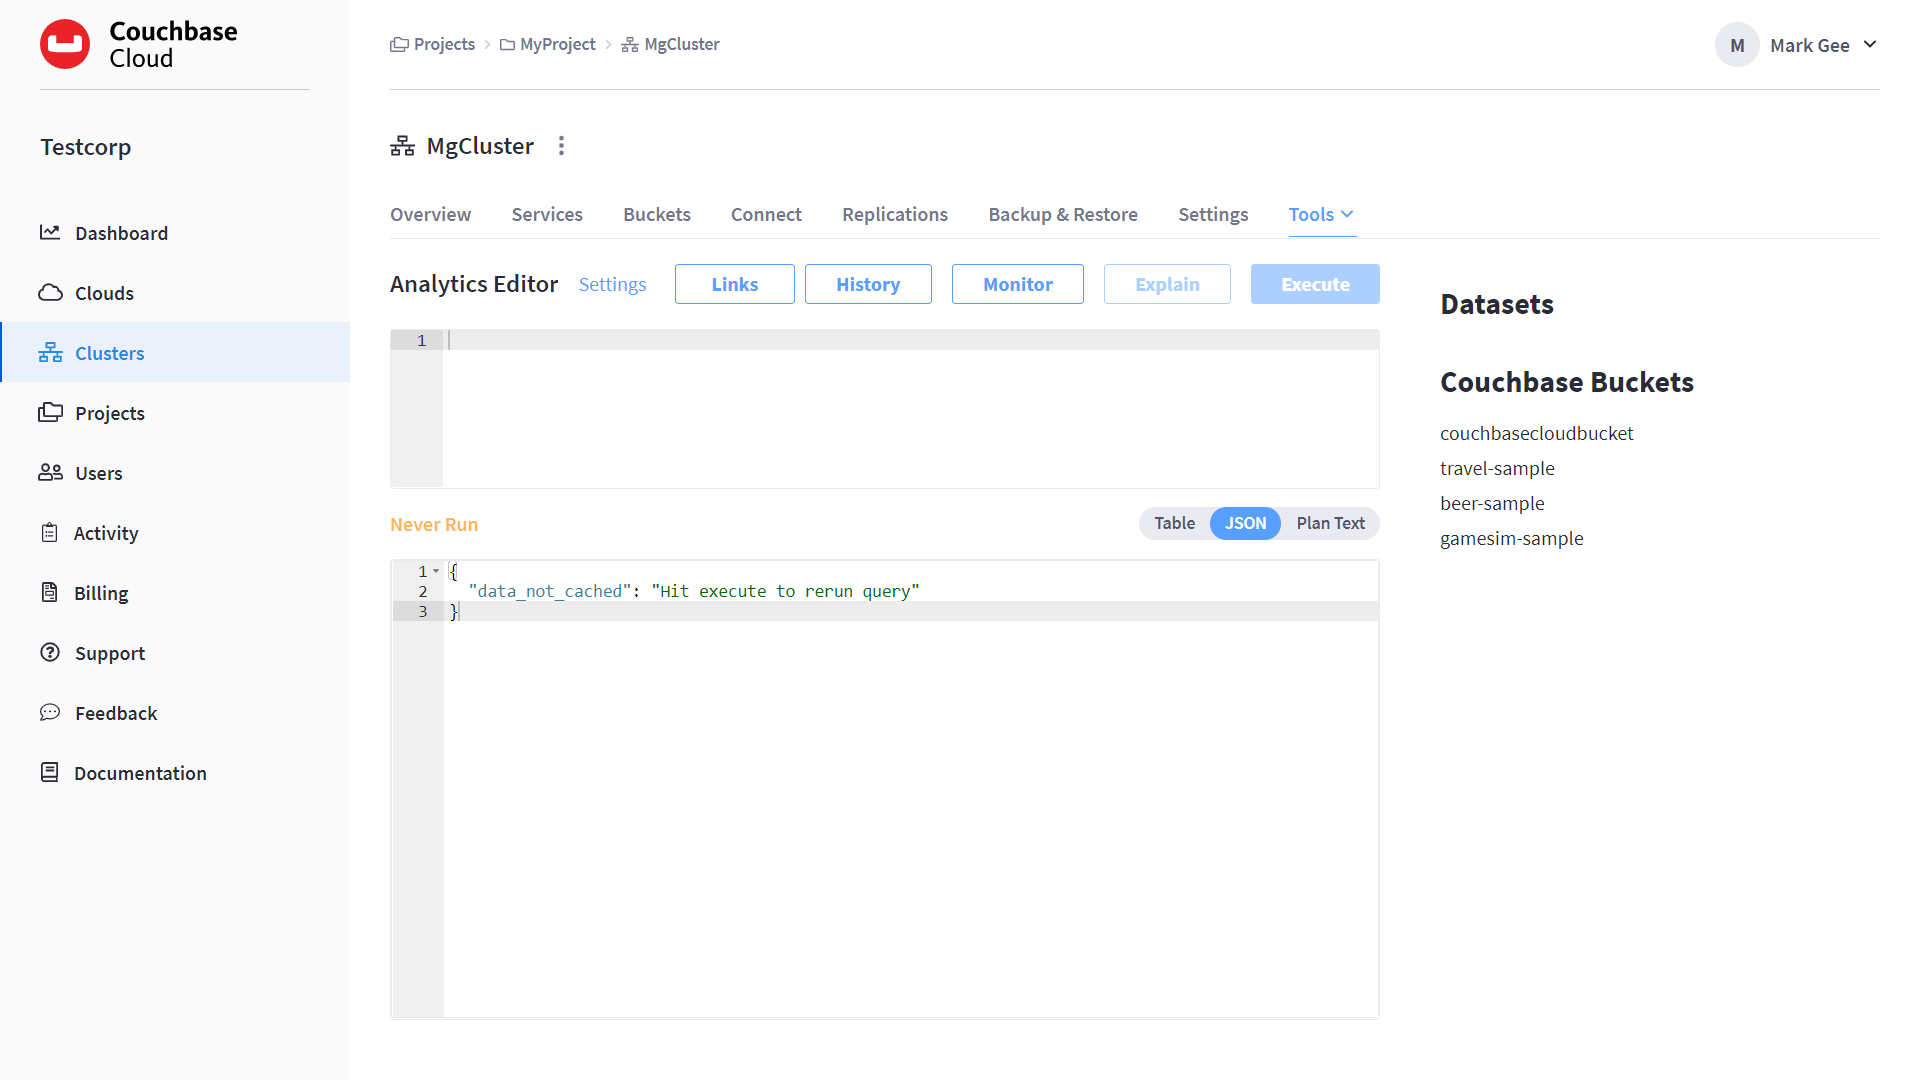 Couchbase
Cloud
Projects MyProject MgCluster
M Mark Gee
Testcorp
Dashboard
Clouds
Clusters
Projects
Users
Activity
Billing
Support
Feedback
Documentation
MgCluster
Overview Services Buckets Connect Replications Backup & Restore Settings Tools
Analytics Editor Settings Links History Monitor Explain Execute
1
Never Run Table JSON Plan Text
1 {
2 "data_not_cached": "Hit execute to rerun query"
3 }
Datasets
Couchbase Buckets
couchbasecloudbucket
travel-sample
beer-sample
gamesim-sample